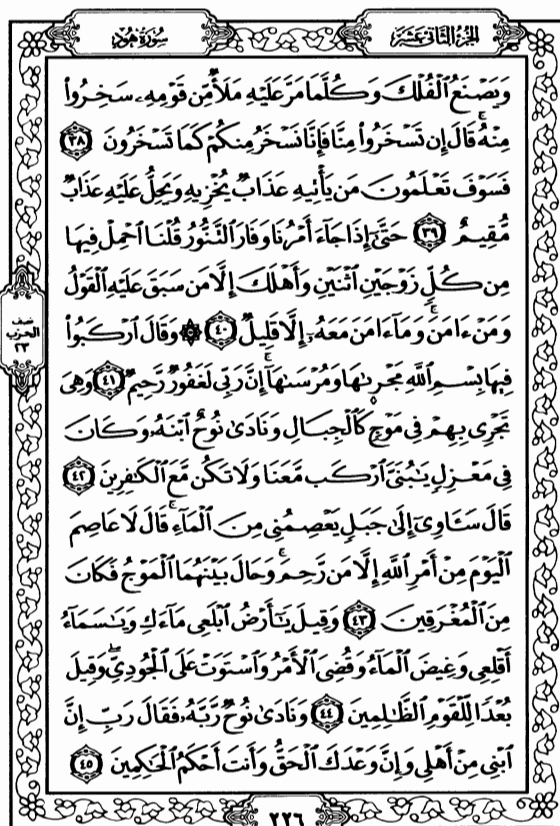 الجزء الثاني عشر
سورة هود
وَيَصْنَعُ ٱلْفُلْكَ وَكُلَّمَا مَرَّ عَلَيْهِ مَلَأٌ مِّن قَوْمِهِۦ سَخِرُوا۟
مِنْهُ ۚ قَالَ إِن تَسْخَرُوا۟ مِنَّا فَإِنَّا نَسْخَرُ مِنكُمْ كَمَا تَسْخَرُونَ ٣٨
فَسَوْفَ تَعْلَمُونَ مَن يَأْتِيهِ عَذَابٌ يُخْزِيهِ وَيَحِلُّ عَلَيْهِ عَذَابٌ
مُّقِيمٌ ٣٩ حَتَّىٰٓ إِذَا جَآءَ أَمْرُنَا وَفَارَ ٱلتَّنُّورُ قُلْنَا ٱحْمِلْ فِيهَا
مِن كُلٍّ زَوْجَيْنِ ٱثْنَيْنِ وَأَهْلَكَ إِلَّا مَن سَبَقَ عَلَيْهِ ٱلْقَوْلُ
وَمَنْ ءَامَنَ ۚ وَمَآ ءَامَنَ مَعَهُۥٓ إِلَّا قَلِيلٌ ٤٠ ۞ وَقَالَ ٱرْكَبُوا۟
فِيهَا بِسْمِ ٱللَّهِ مَجْر۪ىٰهَا وَمُرْسَىٰهَآ ۚ إِنَّ رَبِّى لَغَفُورٌ رَّحِيمٌ ٤١ وَهِىَ
تَجْرِى بِهِمْ فِى مَوْجٍ كَٱلْجِبَالِ وَنَادَىٰ نُوحٌ ٱبْنَهُۥ وَكَانَ
فِى مَعْزِلٍ يَـٰبُنَىَّ ٱرْكَب مَّعَنَا وَلَا تَكُن مَّعَ ٱلْكَـٰفِرِينَ ٤٢
قَالَ سَـَٔاوِىٓ إِلَىٰ جَبَلٍ يَعْصِمُنِى مِنَ ٱلْمَآءِ ۚ قَالَ لَا عَاصِمَ
ٱلْيَوْمَ مِنْ أَمْرِ ٱللَّهِ إِلَّا مَن رَّحِمَ ۚ وَحَالَ بَيْنَهُمَا ٱلْمَوْجُ فَكَانَ
مِنَ ٱلْمُغْرَقِينَ ٤٣ وَقِيلَ يَـٰٓأَرْضُ ٱبْلَعِى مَآءَكِ وَيَـٰسَمَآءُ
أَقْلِعِى وَغِيضَ ٱلْمَآءُ وَقُضِىَ ٱلْأَمْرُ وَٱسْتَوَتْ عَلَى ٱلْجُودِىِّ ۖ وَقِيلَ
بُعْدًا لِّلْقَوْمِ ٱلظَّـٰلِمِينَ ٤٤ وَنَادَىٰ نُوحٌ رَّبَّهُۥ فَقَالَ رَبِّ إِنَّ
ٱبْنِى مِنْ أَهْلِى وَإِنَّ وَعْدَكَ ٱلْحَقُّ وَأَنتَ أَحْكَمُ ٱلْحَـٰكِمِينَ ٤٥
نصف
الحزب
٢٣
٢٢٦